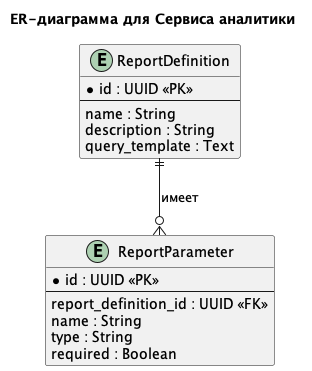 ER-диаграмма для Сервиса аналитики
E ReportDefinition
* id : UUID «PK»
name : String
description : String
query_template : Text
имеет
E ReportParameter
* id : UUID «PK»
report_definition_id : UUID «FK»
name : String
type : String
required : Boolean